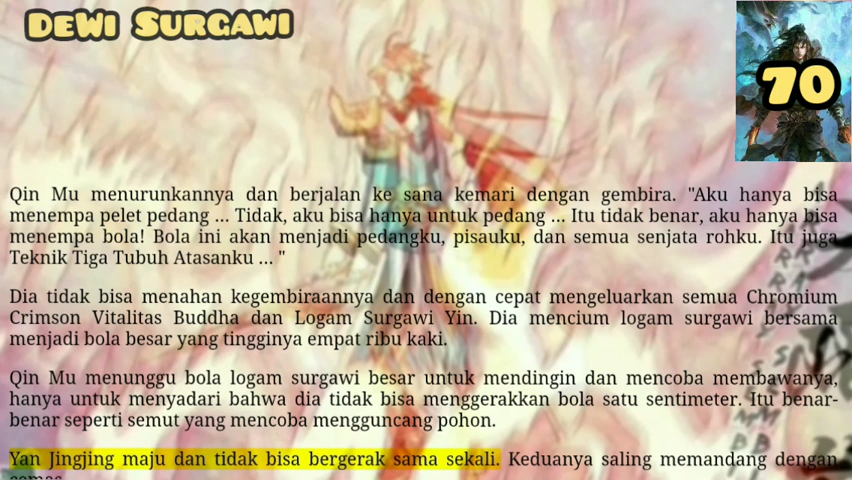 DeWi Surgawi
70
Qin Mu menurunkannya dan berjalan ke sana kemari dengan gembira. "Aku hanya bisa
menempa pelet pedang ... Tidak, aku bisa hanya untuk pedang ... Itu tidak benar, aku hanya bisa
menempa bola! Bola ini akan menjadi pedangku, pisauku, dan semua senjata rohku. Itu juga
Teknik Tiga Tubuh Atasanku ... "
Dia tidak bisa menahan kegembiraannya dan dengan cepat mengeluarkan semua Chromium
Crimson Vitalitas Buddha dan Logam Surgawi Yin. Dia mencium logam surgawi bersama
menjadi bola besar yang tingginya empat ribu kaki.
Qin Mu menunggu bola logam surgawi besar untuk mendingin dan mencoba membawanya,
hanya untuk menyadari bahwa dia tidak bisa menggerakkan bola satu sentimeter. Itu benar-
benar seperti semut yang mencoba mengguncang pohon.
Yan Jingjing maju dan tidak bisa bergerak sama sekali. Keduanya saling memandang dengan